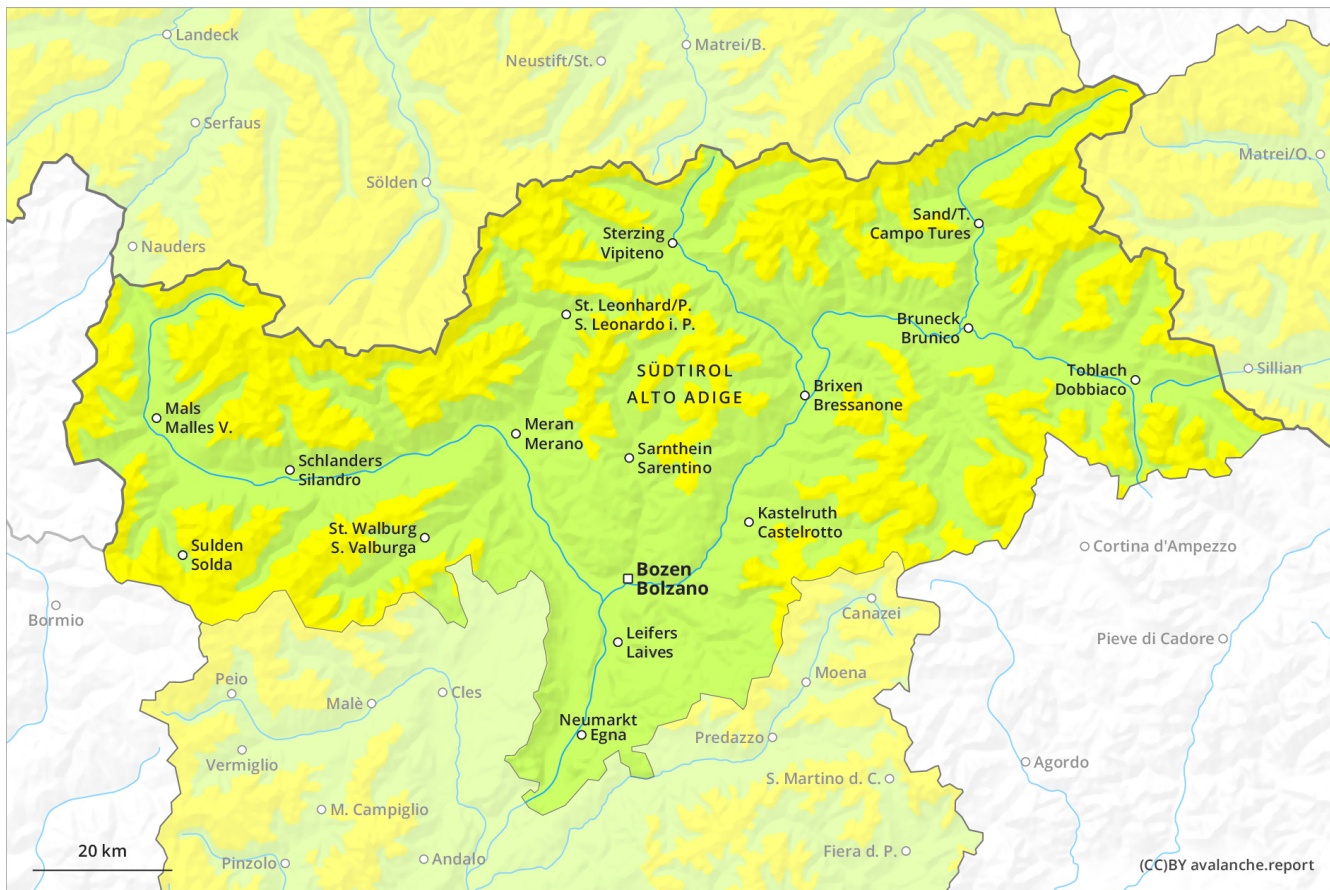 Landeck
Matrei/B.
Neustift/St.
Serfaus
Matrei/O.
Sölden
Sand/T.
Campo Tures
Sterzing
Vipiteno
Nauders
St. Leonhard/P.
S. Leonardo i. P.
Bruneck
Brunico
SÜDTIROL
ALTO ADIGE
Toblach
Dobbiaco
Sillian
Brixen
Bressanone
Mals
Malles V.
Meran
Merano
Schlanders
Silandro
Sarnthein
Sarentino
Kastelruth
Castelrotto
St. Walburg
S. Valburga
Sulden
Solda
Cortina d'Ampezzo
Bozen
Bolzano
Bormio
Canazei
Leifers
Laives
Pieve di Cadore
Peio
Moena
Malè
Cles
Neumarkt
Egna
Predazzo
Vermiglio
Agordo
S. Martino d. C.
M. Campiglio
20 km
Pinzolo
Andalo
Fiera d. P.
(CC)BY avalanche.report